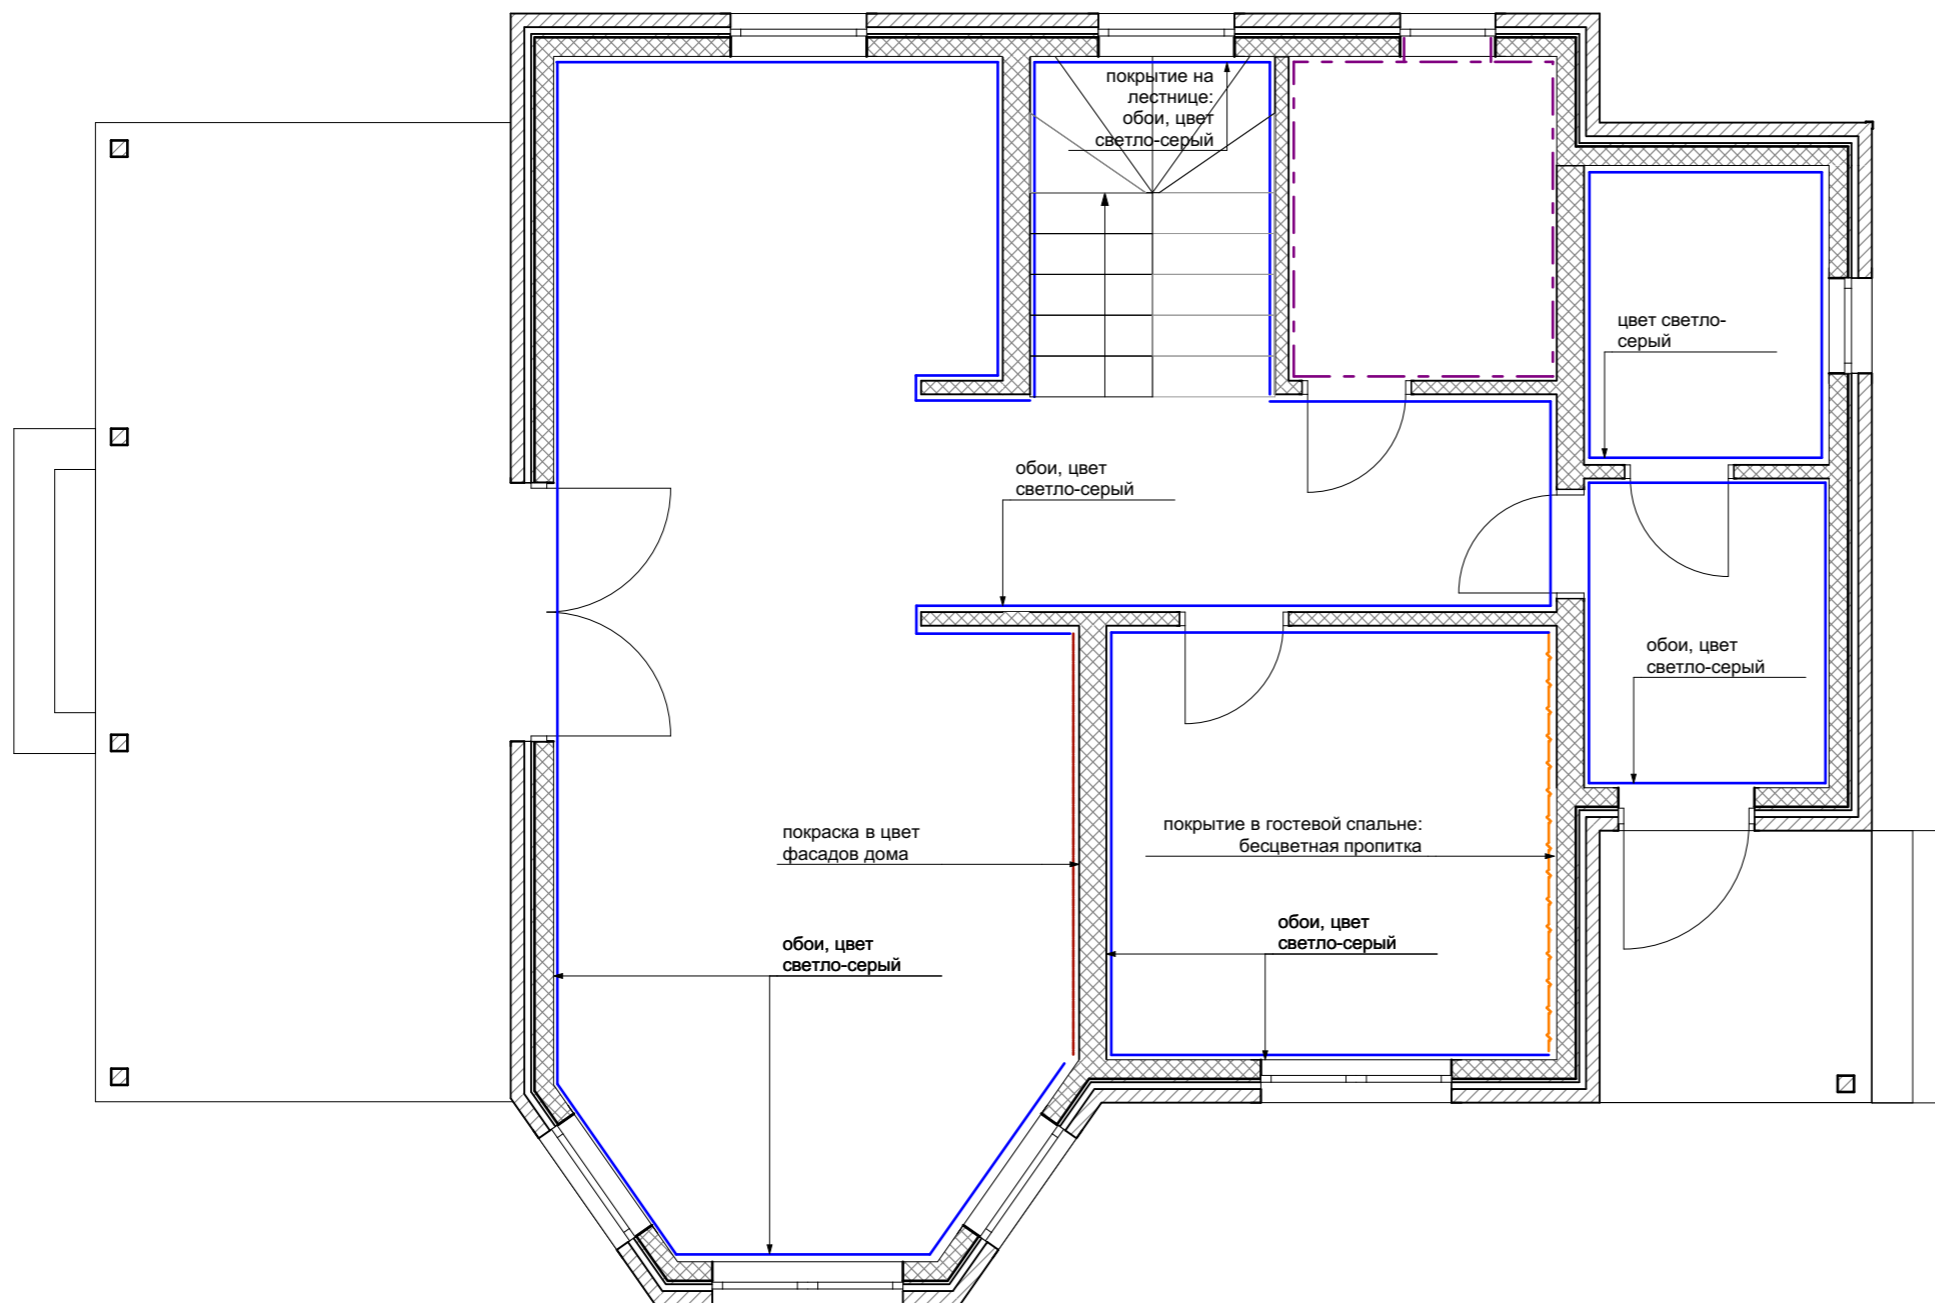 покрытие на
лестнице:
обои, цвет
светло-серый
цвет светло-
серый
обои, цвет
светло-серый
обои, цвет
светло-серый
покраска в цвет
фасадов дома
покрытие в гостевой спальне:
бесцветная пропитка
обои, цвет
светло-серый
обои, цвет
светло-серый